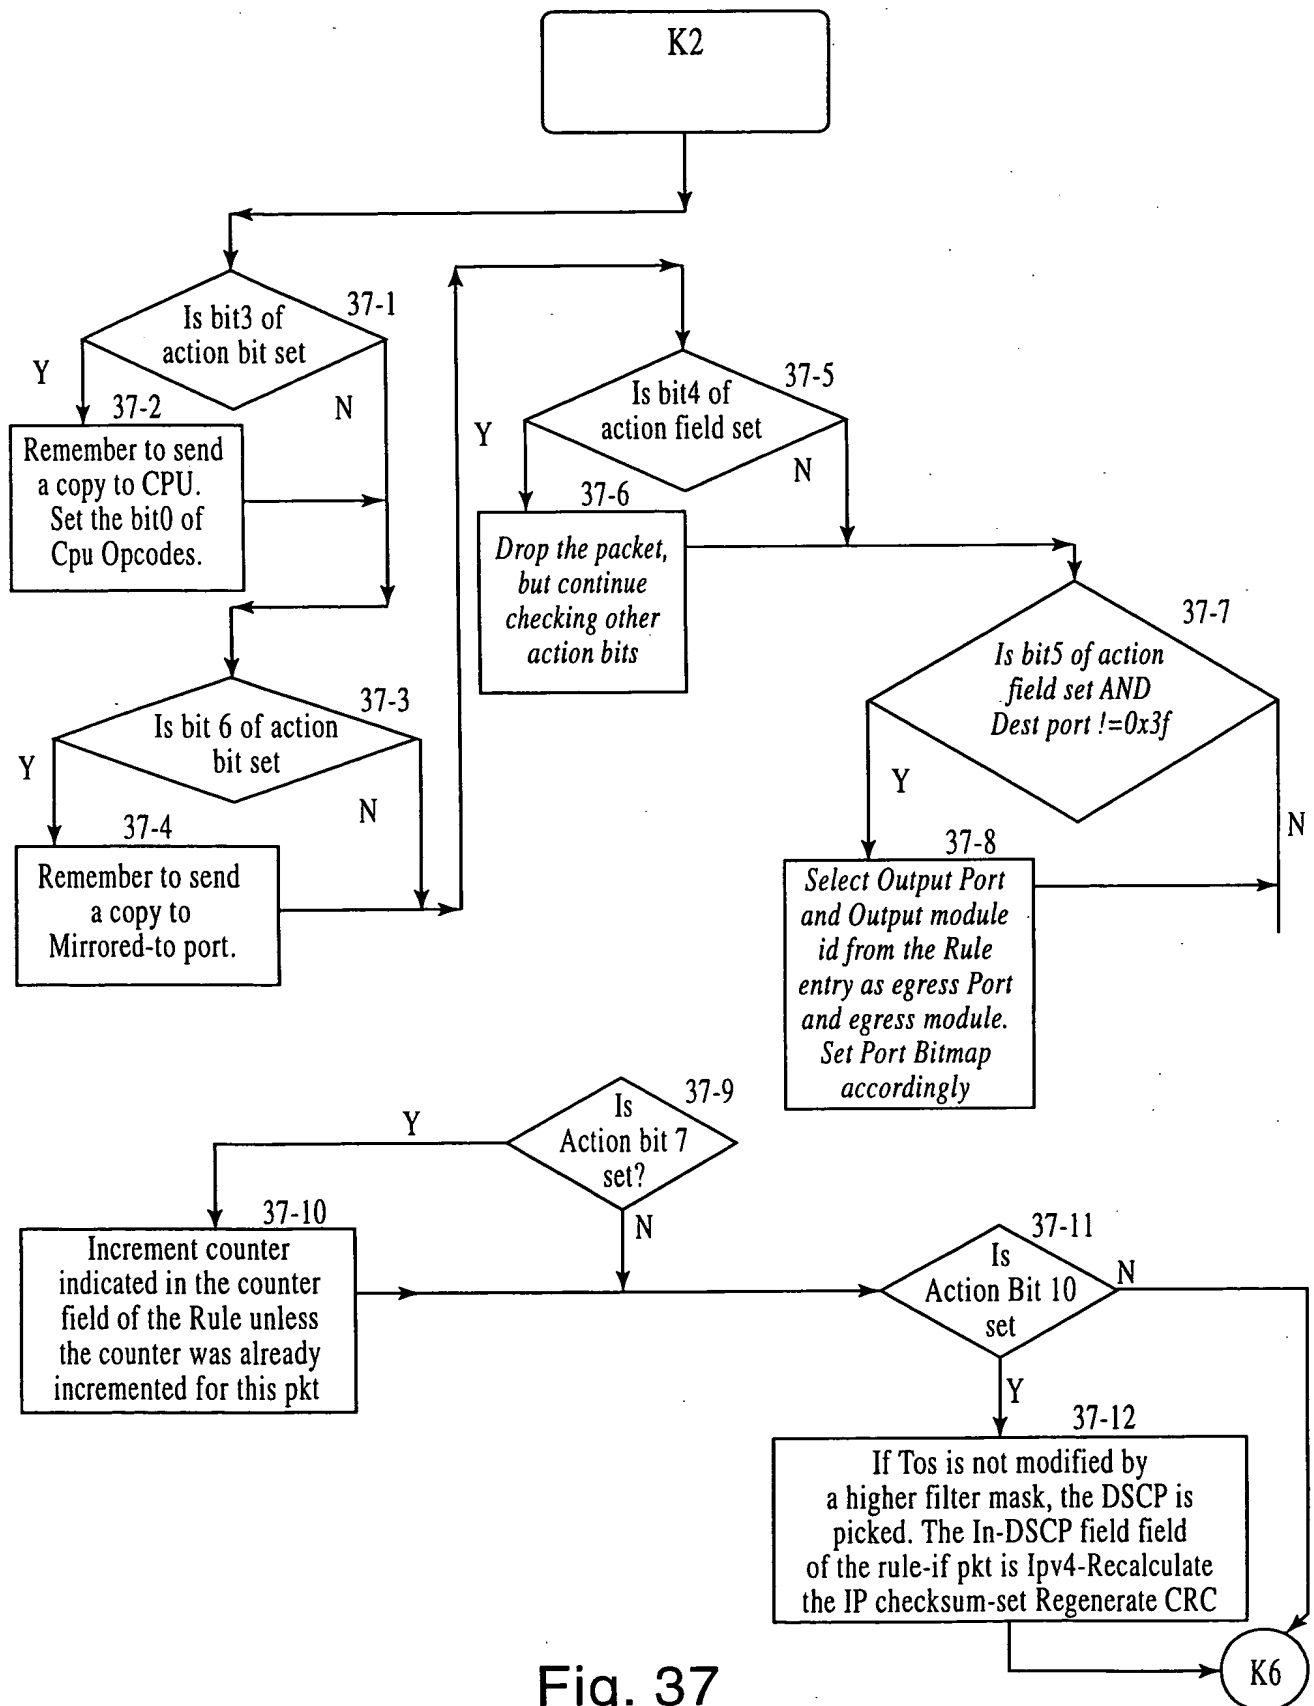 K2
37-1
Is bit3 of
action bit set
Y
N
37-2
Remember to send
a copy to CPU.
Set the bit0 of
Cpu Opcodes.
37-3
Is bit 6 of action
bit set
Y
N
37-4
Remember to send
a copy to
Mirrored-to port.
37-5
Is bit4 of
action field set
Y
N
37-6
Drop the packet,
but continue
checking other
action bits
37-7
Is bit5 of action
field set AND
Dest port !=0x3f
Y
N
37-8
Select Output Port
and Output module
id from the Rule
entry as egress Port
and egress module.
Set Port Bitmap
accordingly
37-9
Is
Action bit 7
set?
Y
N
37-10
Increment counter
indicated in the counter
field of the Rule unless
the counter was already
incremented for this pkt
37-11
Is
Action Bit 10
set
N
Y
37-12
If Tos is not modified by
a higher filter mask, the DSCP is
picked. The In-DSCP field field
of the rule-if pkt is Ipv4-Recalculate
the IP checksum-set Regenerate CRC
K6
Fig. 37